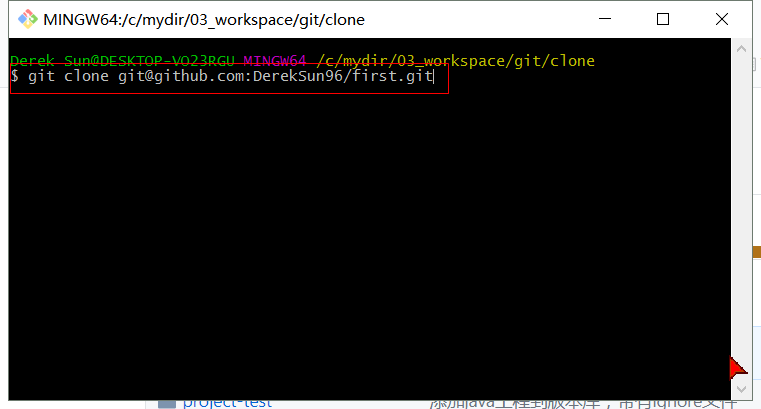 MINGW64:/c/mydir/03_workspace/git/clone
Derek Sun@DESKTOP-VO23RGU MINGW64 /c/mydir/03_workspace/git/clone
$ git clone git@github.com:DerekSun96/first.git
project-test 添加java工程到版本库，带有ignore文件